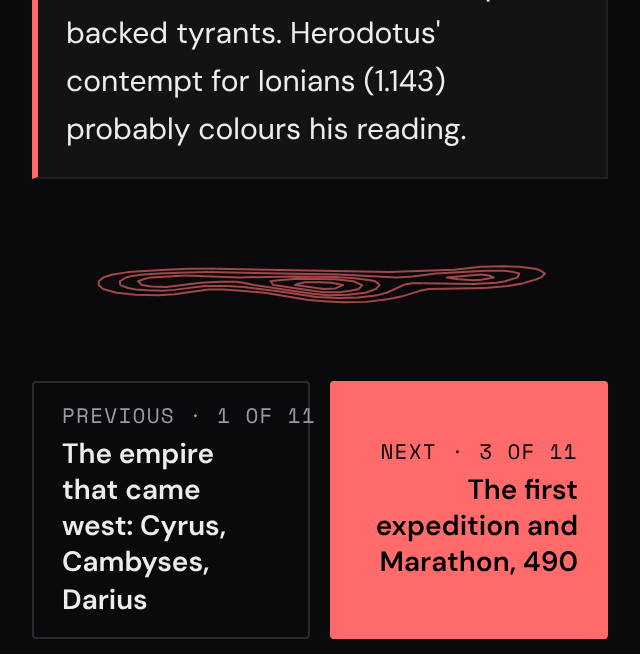 backed tyrants. Herodotus'
contempt for Ionians (1.143)
probably colours his reading.
PREVIOUS · 1 OF 11
The empire
that came
west: Cyrus,
Cambyses,
Darius
NEXT · 3 OF 11
The first
expedition and
Marathon, 490